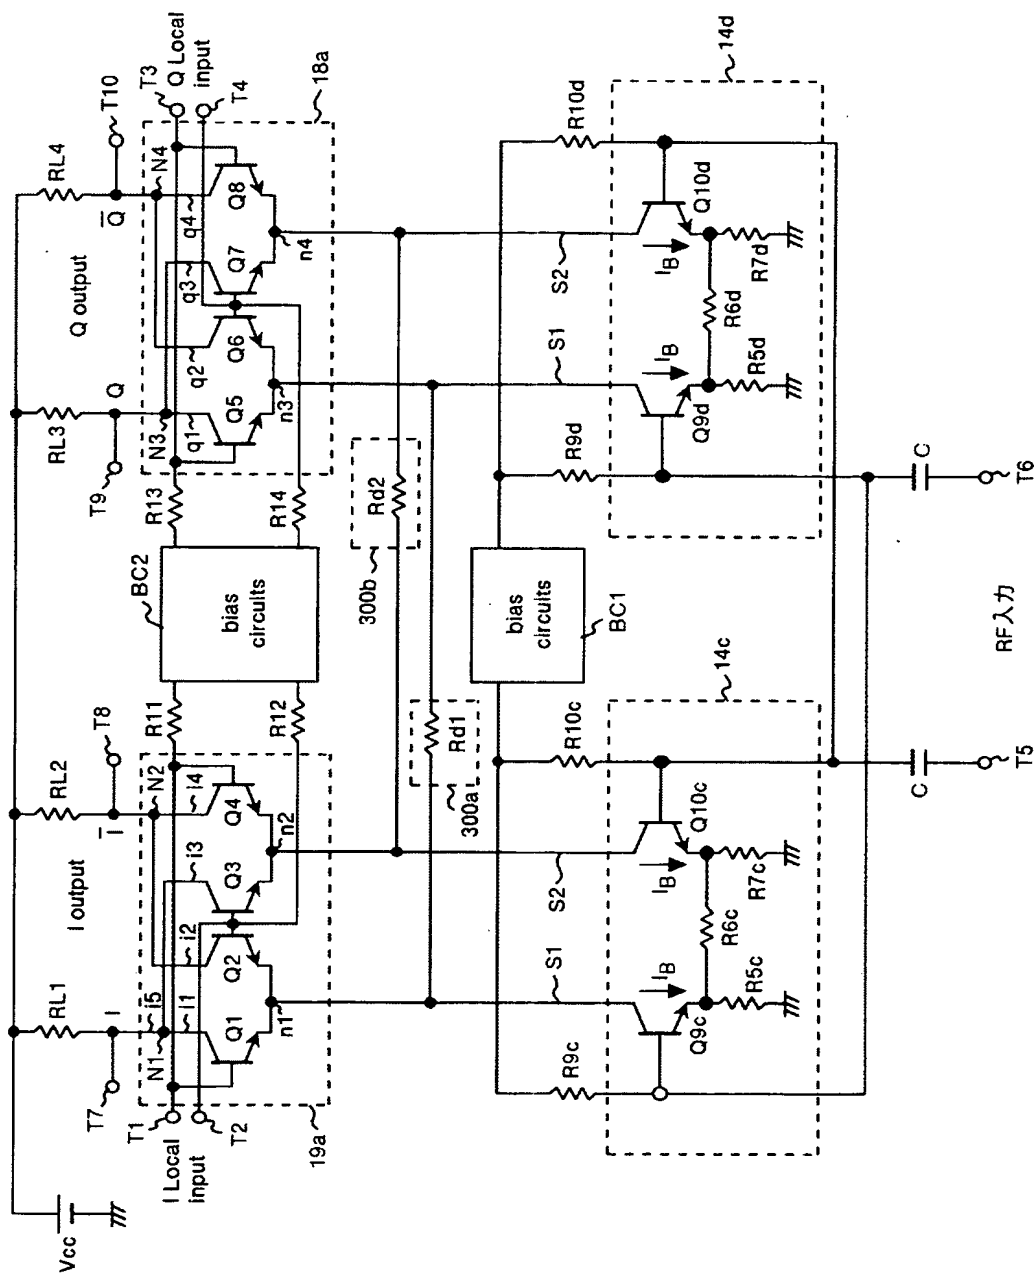 Vcc
RL1
RL2
RL3
RL4
I output
Q output
T7
I
Ī
T8
T9
Q
Q̅
T10
T1
I Local
input
T2
N1
i5
i1
i2
i3
i4
N2
Q1
Q2
Q3
Q4
n1
n2
19a
R11
R12
BC2
bias
circuits
R13
R14
N3
q1
q2
q3
q4
N4
Q5
Q6
Q7
Q8
n3
n4
T3
Q Local
input
T4
18a
Rd2
300b
Rd1
300a
S1
S2
S1
S2
R9c
R10c
bias
circuits
BC1
R9d
R10d
14c
14d
Q9c
IB
IB
Q10c
R5c
R6c
R7c
Q9d
IB
IB
Q10d
R5d
R6d
R7d
C
T5
C
T6
RF入力